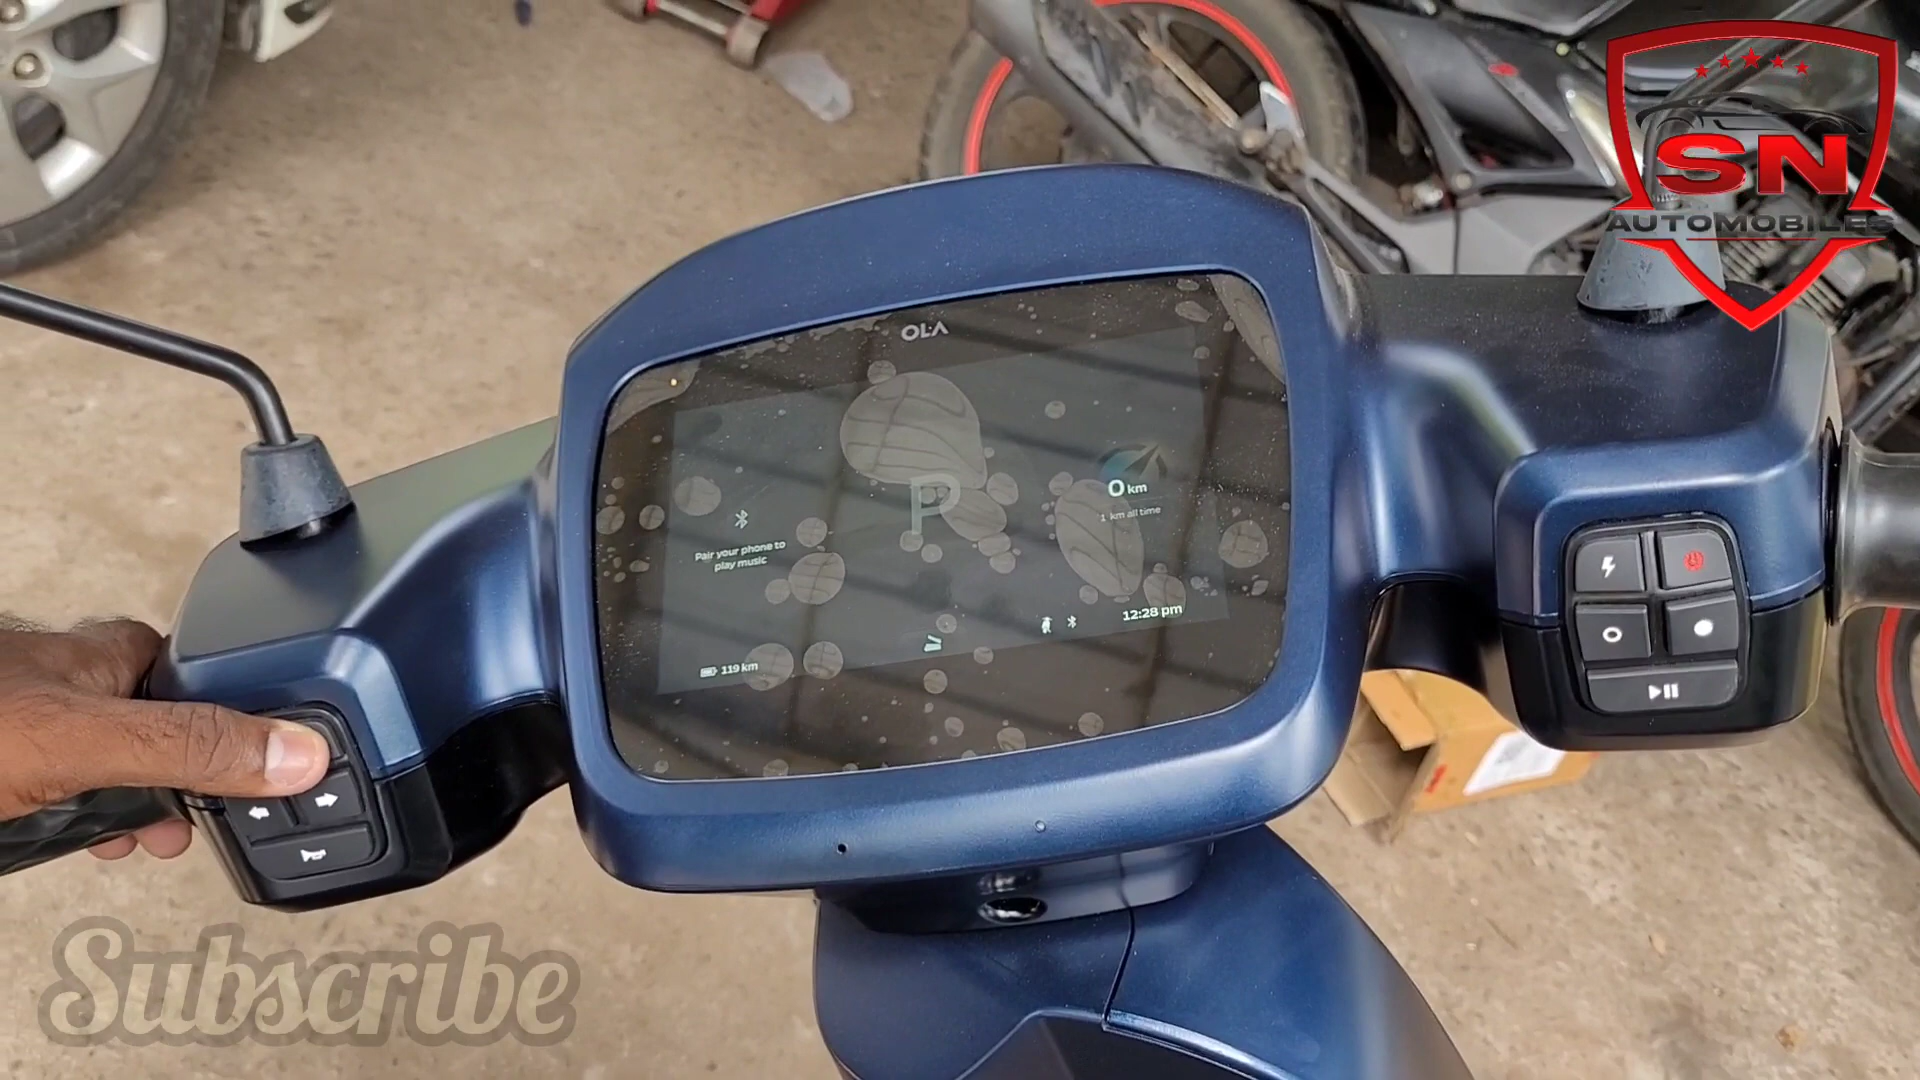 SN
AUTOMOBILES
OLA
P
0 km
1 km all time
Pair your phone to
play music
12:28 pm
119 km
Subscribe